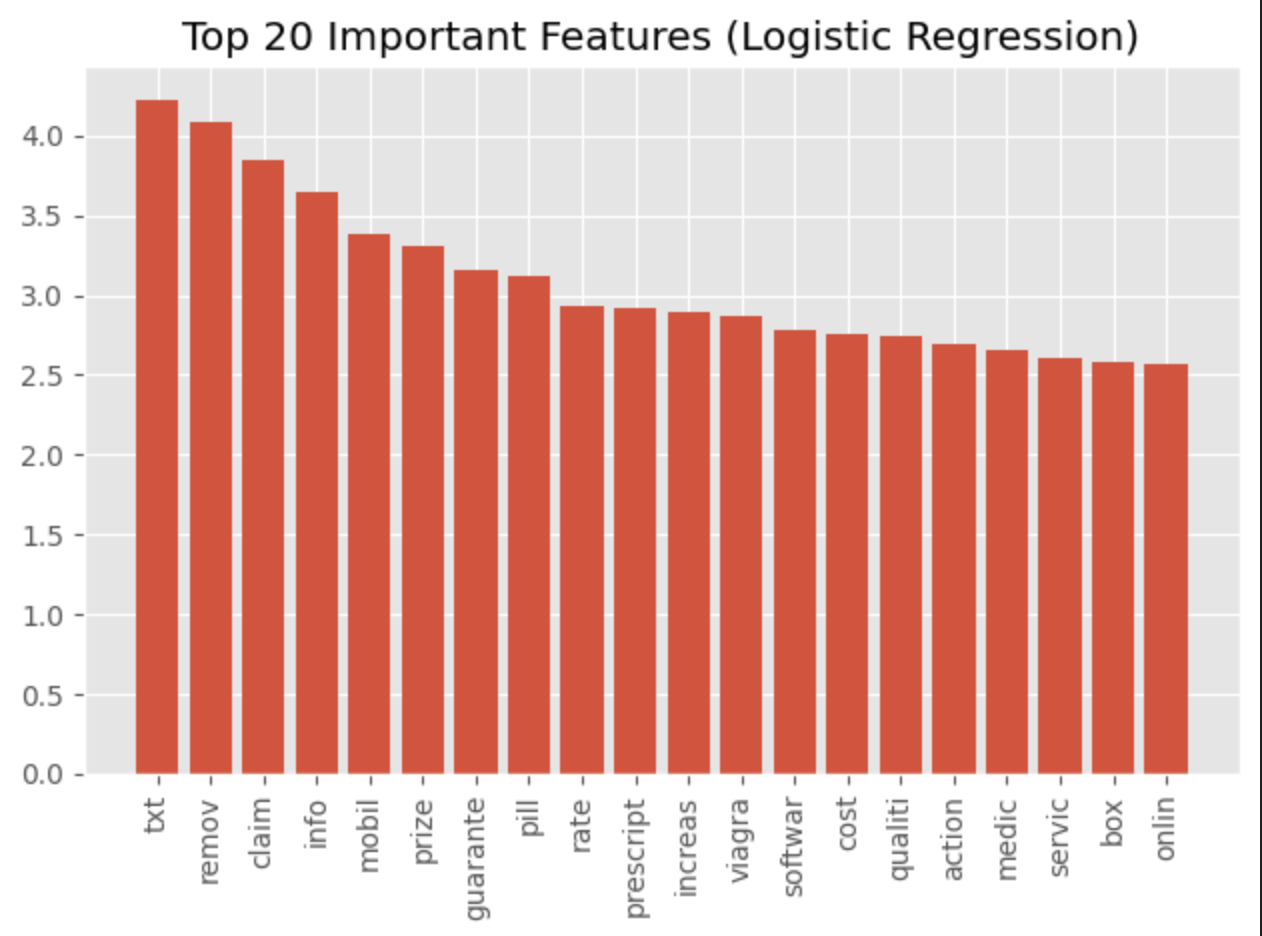 Top 20 Important Features (Logistic Regression)
4.0
3.5
3.0
2.5
2.0
1.5
1.0
0.5
0.0
txt
remov
claim
info
mobil
prize
guarante
pill
rate
prescript
increas
viagra
softwar
cost
qualiti
action
medic
servic
box
onlin